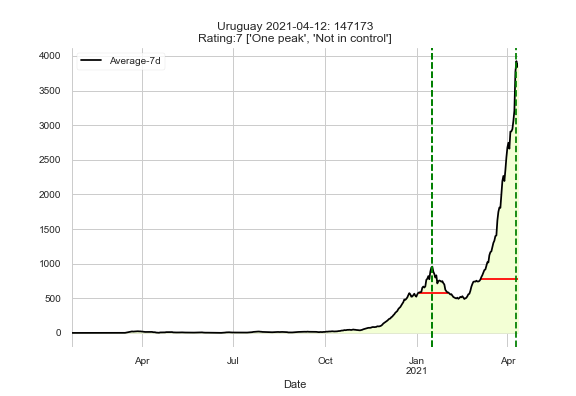 Uruguay 2021-04-12: 147173
Rating:7 ['One peak', 'Not in control']
Average-7d
4000
3500
3000
2500
2000
1500
1000
500
0
Apr
Jul
Oct
Jan
2021
Apr
Date